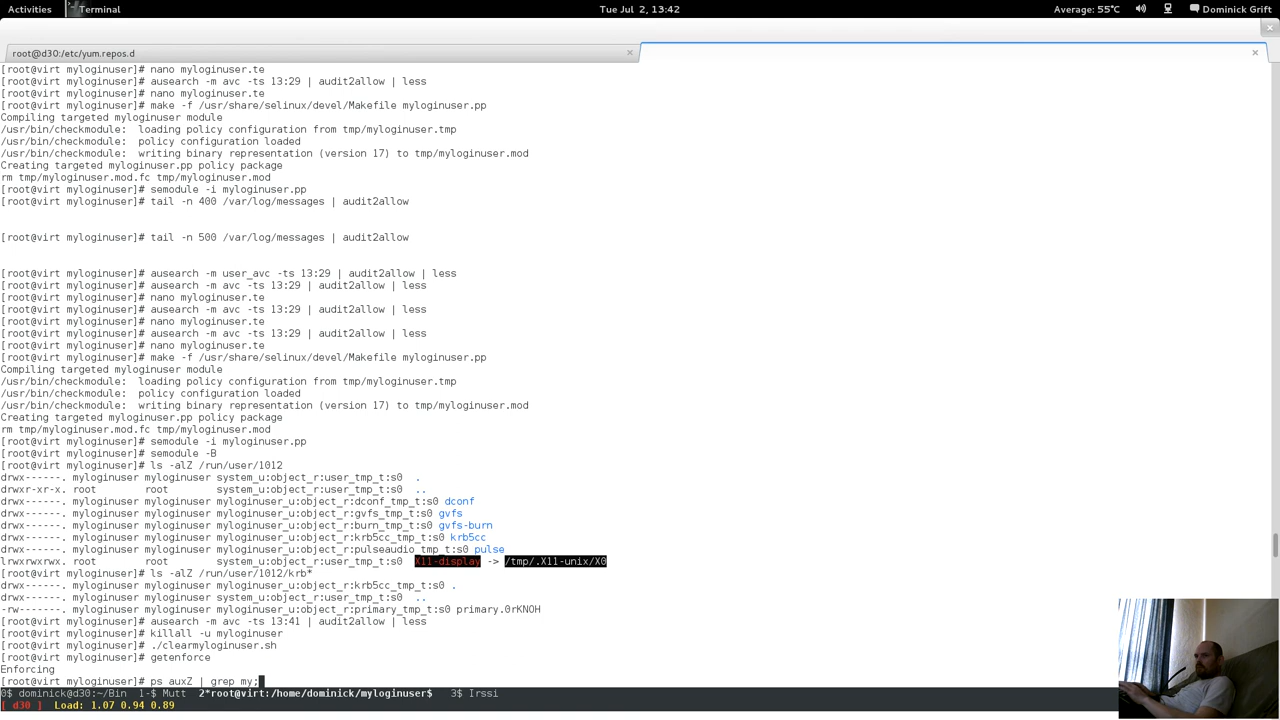 Activities Terminal Tue Jul 2, 13:42 Average: 55°C Dominick Grift
root@d30:/etc/yum.repos.d
[root@virt myloginuser]# nano myloginuser.te
[root@virt myloginuser]# ausearch -m avc -ts 13:29 | audit2allow | less
[root@virt myloginuser]# nano myloginuser.te
[root@virt myloginuser]# make -f /usr/share/selinux/devel/Makefile myloginuser.pp
Compiling targeted myloginuser module
/usr/bin/checkmodule:  loading policy configuration from tmp/myloginuser.tmp
/usr/bin/checkmodule:  policy configuration loaded
/usr/bin/checkmodule:  writing binary representation (version 17) to tmp/myloginuser.mod
Creating targeted myloginuser.pp policy package
rm tmp/myloginuser.mod.fc tmp/myloginuser.mod
[root@virt myloginuser]# semodule -i myloginuser.pp
[root@virt myloginuser]# tail -n 400 /var/log/messages | audit2allow
[root@virt myloginuser]# tail -n 500 /var/log/messages | audit2allow
[root@virt myloginuser]# ausearch -m user_avc -ts 13:29 | audit2allow | less
[root@virt myloginuser]# ausearch -m avc -ts 13:29 | audit2allow | less
[root@virt myloginuser]# nano myloginuser.te
[root@virt myloginuser]# ausearch -m avc -ts 13:29 | audit2allow | less
[root@virt myloginuser]# nano myloginuser.te
[root@virt myloginuser]# ausearch -m avc -ts 13:29 | audit2allow | less
[root@virt myloginuser]# nano myloginuser.te
[root@virt myloginuser]# make -f /usr/share/selinux/devel/Makefile myloginuser.pp
Compiling targeted myloginuser module
/usr/bin/checkmodule:  loading policy configuration from tmp/myloginuser.tmp
/usr/bin/checkmodule:  policy configuration loaded
/usr/bin/checkmodule:  writing binary representation (version 17) to tmp/myloginuser.mod
Creating targeted myloginuser.pp policy package
rm tmp/myloginuser.mod.fc tmp/myloginuser.mod
[root@virt myloginuser]# semodule -i myloginuser.pp
[root@virt myloginuser]# semodule -B
[root@virt myloginuser]# ls -alZ /run/user/1012
drwx------. myloginuser myloginuser system_u:object_r:user_tmp_t:s0  .
drwxr-xr-x. root        root        system_u:object_r:user_tmp_t:s0  ..
drwx------. myloginuser myloginuser myloginuser_u:object_r:dconf_tmp_t:s0 dconf
drwx------. myloginuser myloginuser myloginuser_u:object_r:gvfs_tmp_t:s0 gvfs
drwx------. myloginuser myloginuser myloginuser_u:object_r:burn_tmp_t:s0 gvfs-burn
drwx------. myloginuser myloginuser myloginuser_u:object_r:krb5cc_tmp_t:s0 krb5cc
drwx------. myloginuser myloginuser myloginuser_u:object_r:pulseaudio_tmp_t:s0 pulse
lrwxrwxrwx. root        root        system_u:object_r:user_tmp_t:s0  X11-display -> /tmp/.X11-unix/X0
[root@virt myloginuser]# ls -alZ /run/user/1012/krb*
drwx------. myloginuser myloginuser myloginuser_u:object_r:krb5cc_tmp_t:s0 .
drwx------. myloginuser myloginuser system_u:object_r:user_tmp_t:s0  ..
-rw-------. myloginuser myloginuser myloginuser_u:object_r:primary_tmp_t:s0 primary.0rKNOH
[root@virt myloginuser]# ausearch -m avc -ts 13:41 | audit2allow | less
[root@virt myloginuser]# killall -u myloginuser
[root@virt myloginuser]# ./clearmyloginuser.sh
[root@virt myloginuser]# getenforce
Enforcing
[root@virt myloginuser]# ps auxZ | grep my;
0$ dominick@d30:~/Bin  1-$ Mutt  2*root@virt:/home/dominick/myloginuser$  3$ Irssi
[ d30 ]  Load: 1.07 0.94 0.89